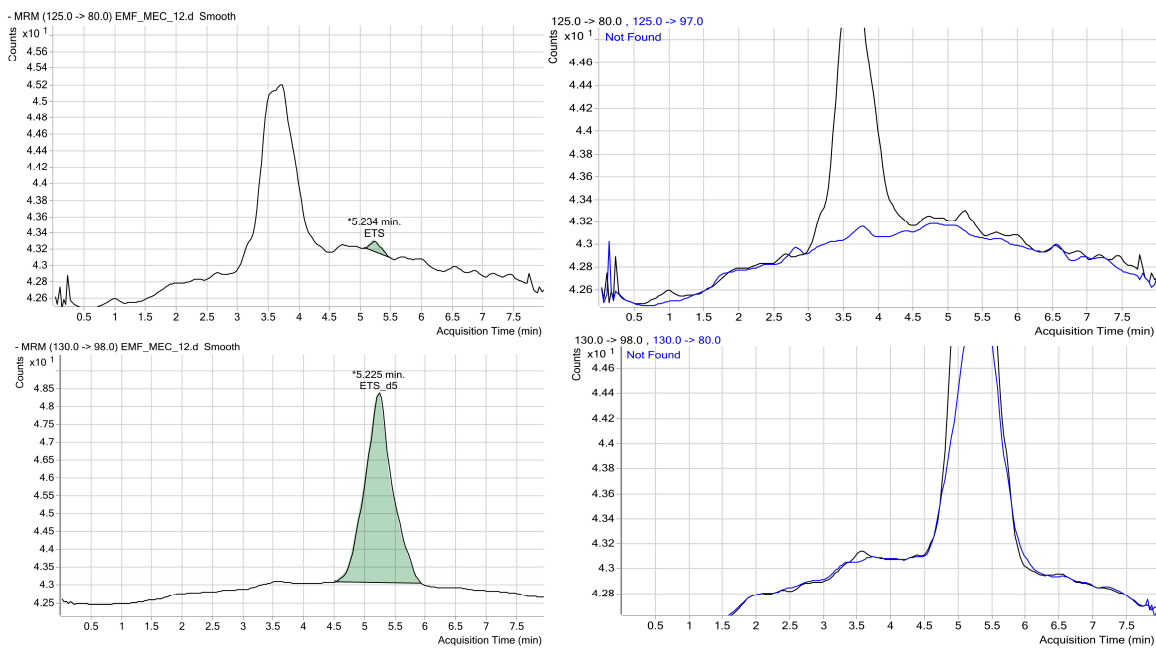 - MRM (125.0 -> 80.0) EMF_MEC_12.d  Smooth
Counts
x10 1
4.56
4.54
4.52
4.5
4.48
4.46
4.44
4.42
4.4
4.38
4.36
4.34
4.32
4.3
4.28
4.26
*5.234 min.
ETS
0.5 1 1.5 2 2.5 3 3.5 4 4.5 5 5.5 6 6.5 7 7.5
Acquisition Time (min)
125.0 -> 80.0 , 125.0 -> 97.0
Counts
x10 1
Not Found
4.46
4.44
4.42
4.4
4.38
4.36
4.34
4.32
4.3
4.28
4.26
0.5 1 1.5 2 2.5 3 3.5 4 4.5 5 5.5 6 6.5 7 7.5
Acquisition Time (min)
- MRM (130.0 -> 98.0) EMF_MEC_12.d  Smooth
Counts
x10 1
4.85
4.8
4.75
4.7
4.65
4.6
4.55
4.5
4.45
4.4
4.35
4.3
4.25
*5.225 min.
ETS_d5
0.5 1 1.5 2 2.5 3 3.5 4 4.5 5 5.5 6 6.5 7 7.5
Acquisition Time (min)
130.0 -> 98.0 , 130.0 -> 80.0
Counts
x10 1
Not Found
4.46
4.44
4.42
4.4
4.38
4.36
4.34
4.32
4.3
4.28
0.5 1 1.5 2 2.5 3 3.5 4 4.5 5 5.5 6 6.5 7 7.5
Acquisition Time (min)